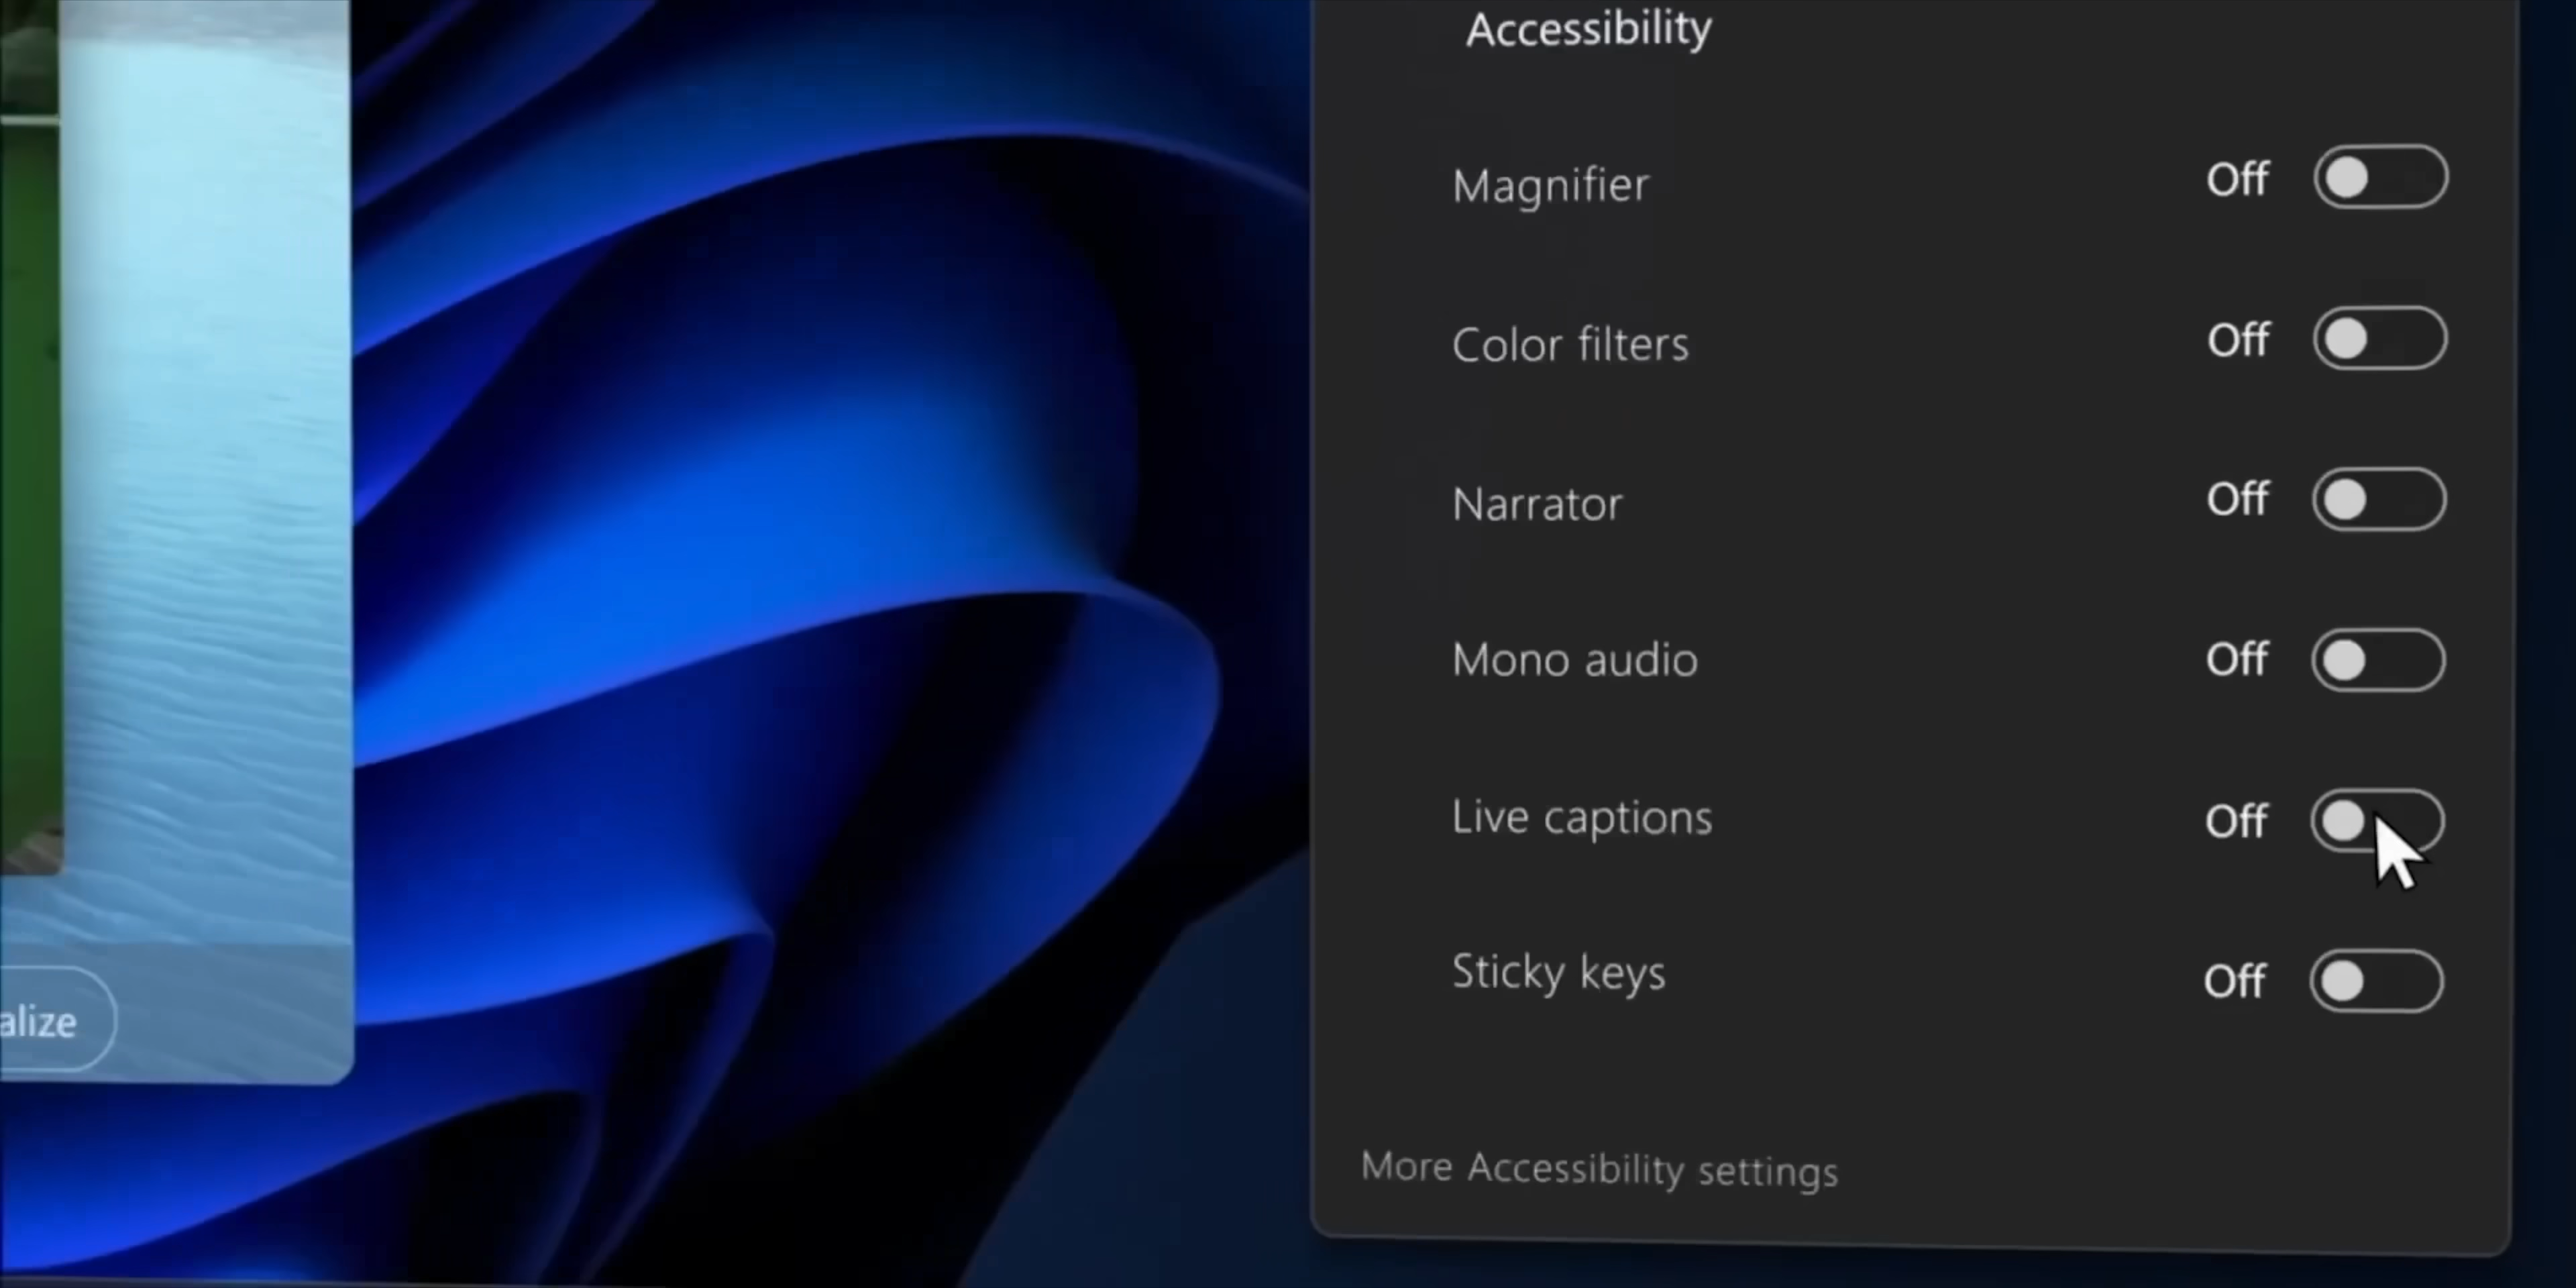 Accessibility
Magnifier Off
Color filters Off
Narrator Off
Mono audio Off
Live captions Off
Sticky keys Off
alize
More Accessibility settings